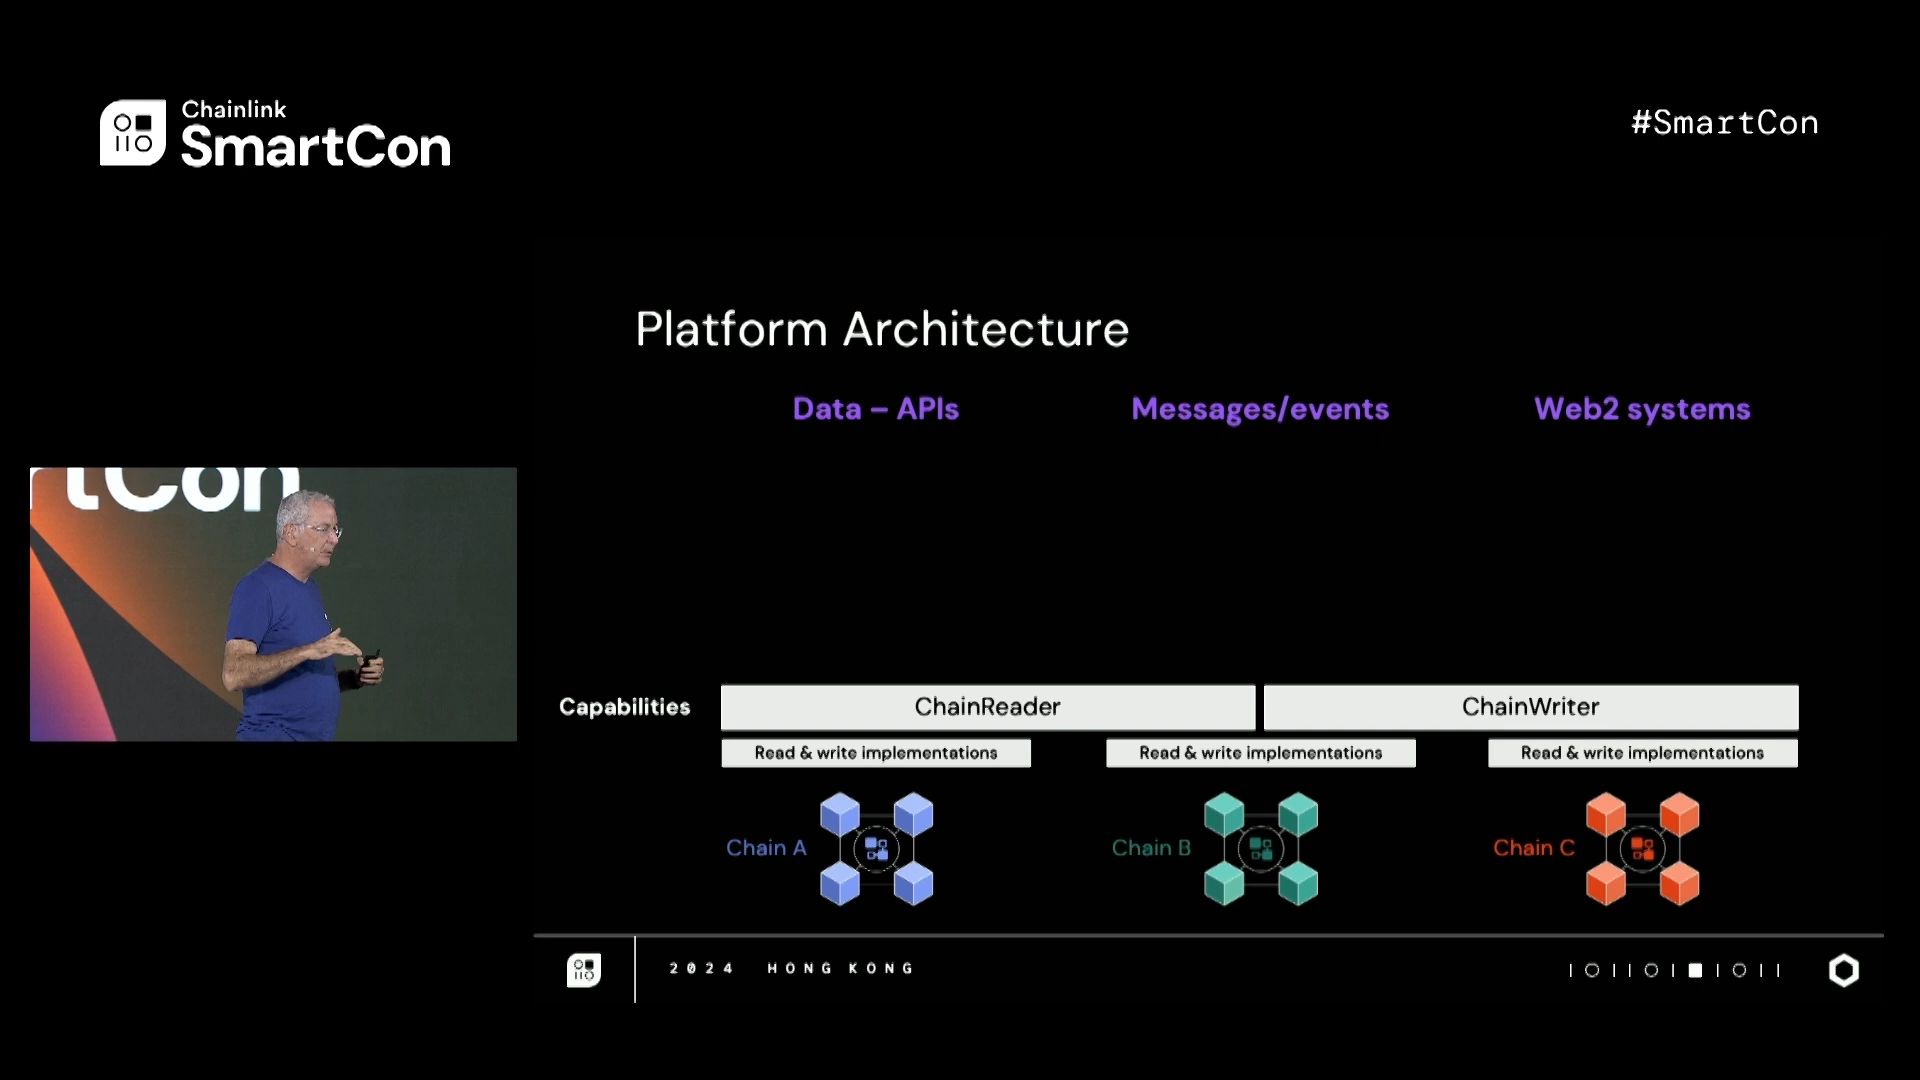 Chainlink
SmartCon
#SmartCon
Platform Architecture
Data – APIs
Messages/events
Web2 systems
rtCon
Capabilities
ChainReader
ChainWriter
Read & write implementations
Read & write implementations
Read & write implementations
Chain A
Chain B
Chain C
2024 HONG KONG